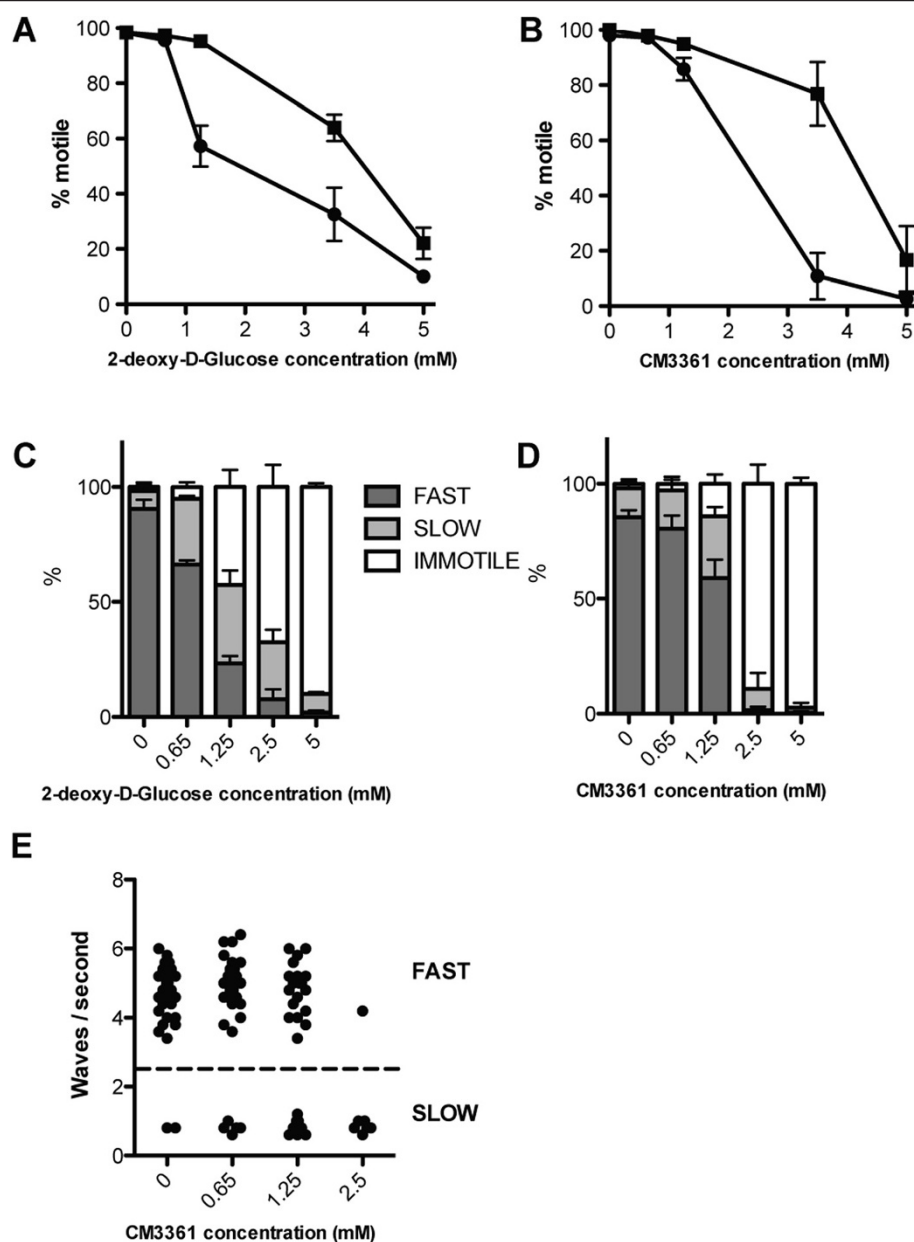 A
% motile
100
80
60
40
20
0
0 1 2 3 4 5
2-deoxy-D-Glucose concentration (mM)
B
% motile
100
80
60
40
20
0
0 1 2 3 4 5
CM3361 concentration (mM)
C
%
100
50
0
0 0.65 1.25 2.5 5
2-deoxy-D-Glucose concentration (mM)
FAST
SLOW
IMMOTILE
D
%
100
50
0
0 0.65 1.25 2.5 5
CM3361 concentration (mM)
E
Waves / second
8
6
4
2
0
FAST
SLOW
0 0.65 1.25 2.5
CM3361 concentration (mM)